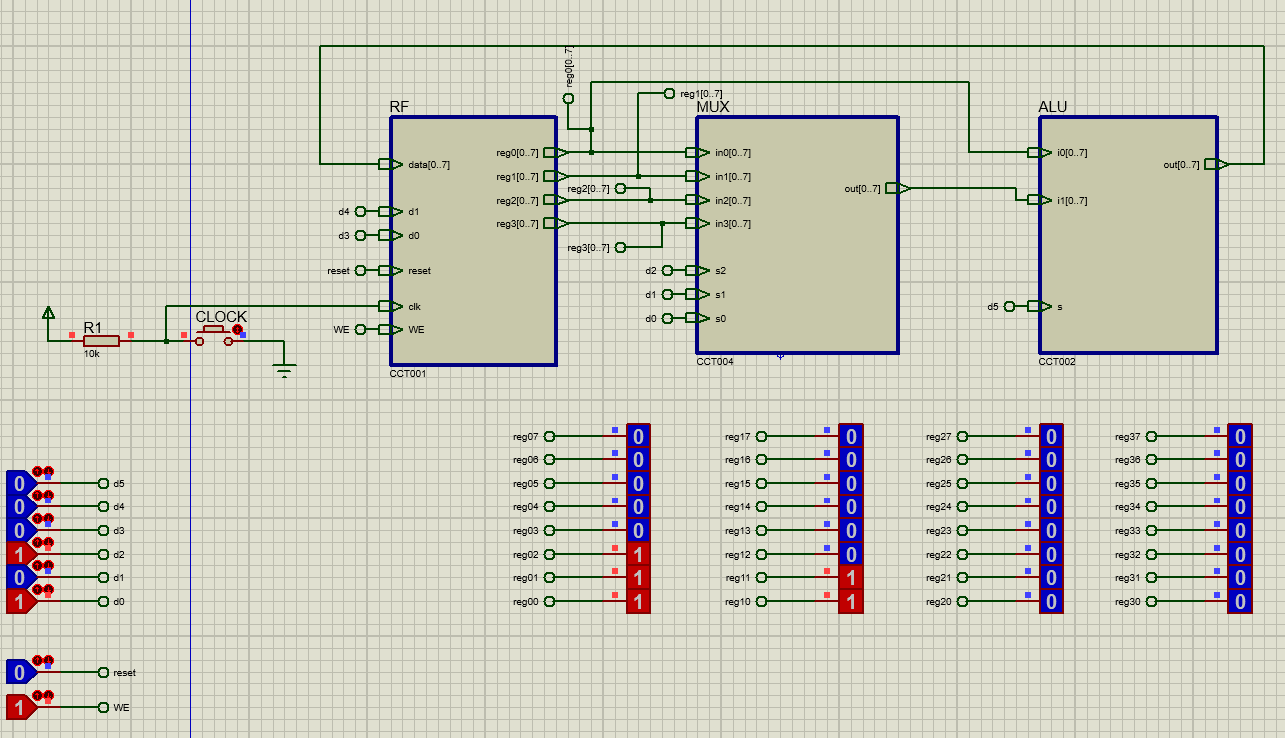 reg0[0..7]
reg1[0..7]
RF
MUX
ALU
data[0..7]
reg0[0..7]
in0[0..7]
i0[0..7]
out[0..7]
reg1[0..7]
in1[0..7]
reg2[0..7]
out[0..7]
reg2[0..7]
in2[0..7]
i1[0..7]
d4
d1
reg3[0..7]
in3[0..7]
d3
d0
reg3[0..7]
reset
reset
d2
s2
d1
s1
clk
d5
s
CLOCK
d0
s0
R1
WE
WE
10k
CCT001
CCT004
CCT002
reg07
0
reg17
0
reg27
0
reg37
0
reg06
0
reg16
0
reg26
0
reg36
0
0
d5
reg05
0
reg15
0
reg25
0
reg35
0
0
d4
reg04
0
reg14
0
reg24
0
reg34
0
0
d3
reg03
0
reg13
0
reg23
0
reg33
0
1
d2
reg02
1
reg12
0
reg22
0
reg32
0
0
d1
reg01
1
reg11
1
reg21
0
reg31
0
1
d0
reg00
1
reg10
1
reg20
0
reg30
0
0
reset
1
WE